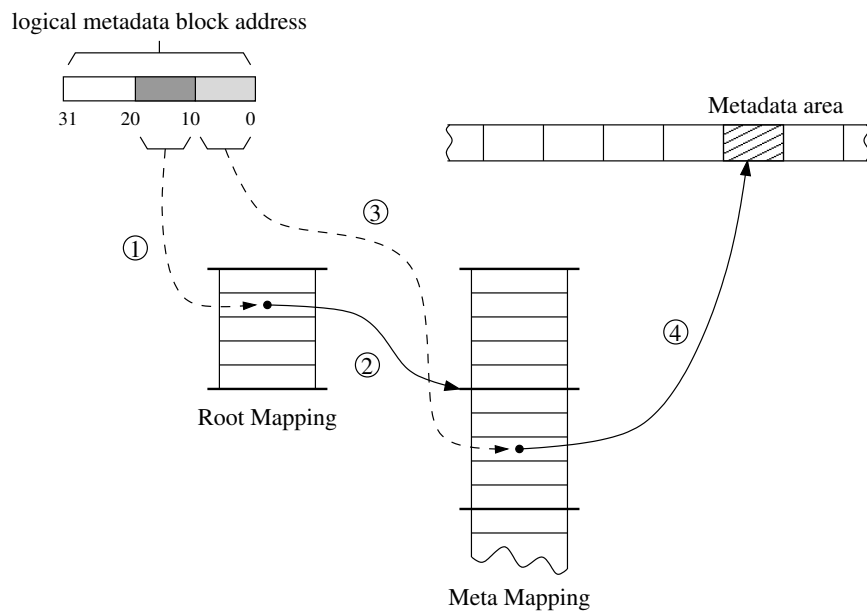 logical metadata block address
31 20 10 0
Metadata area
③
①
④
②
Root Mapping
Meta Mapping